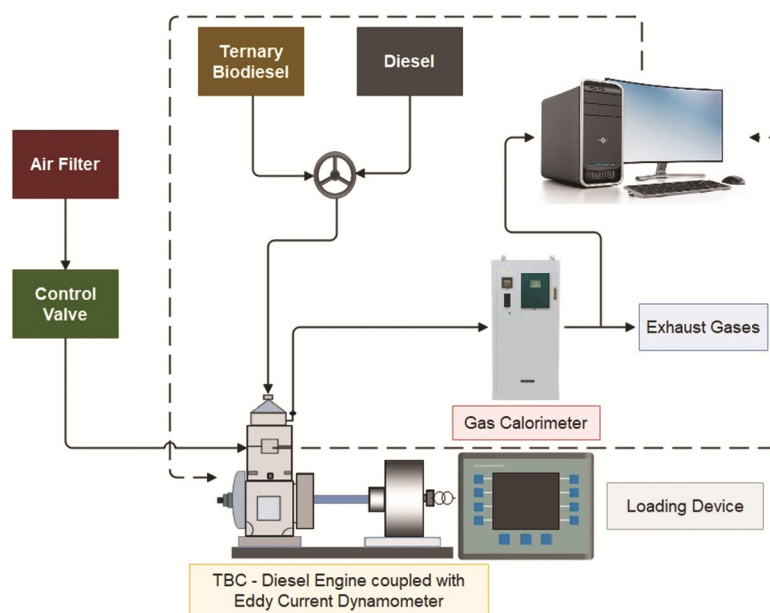 Ternary
Biodiesel
Diesel
Air Filter
Control
Valve
Exhaust Gases
Gas Calorimeter
Loading Device
TBC - Diesel Engine coupled with
Eddy Current Dynamometer